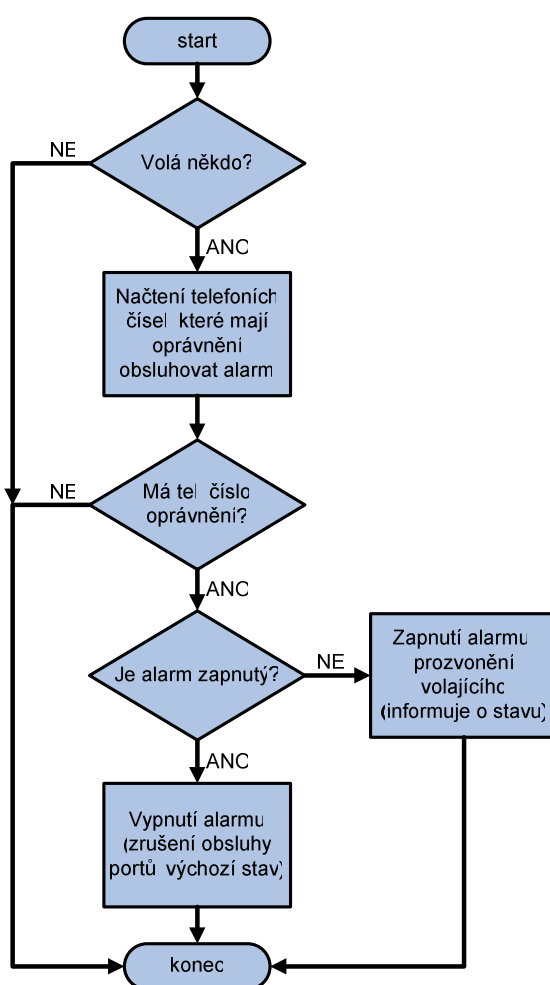 start
Volá někdo?
NE
ANO
Načtení telefoních
čísel které mají
oprávnění
obsluhovat alarm
NE
Má tel číslo
oprávnění?
ANO
Je alarm zapnutý?
NE
Zapnutí alarmu
prozvonění
volajícího
(informuje o stavu)
ANO
Vypnutí alarmu
(zrušení obsluhy
portů výchozí stav)
konec